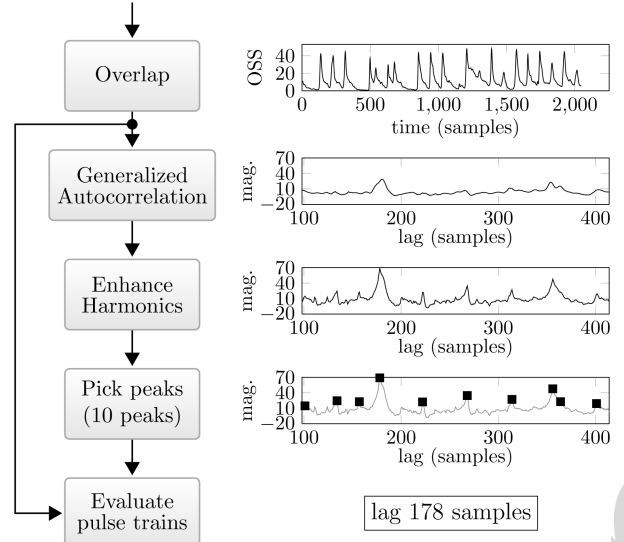 Overlap
Generalized
Autocorrelation
Enhance
Harmonics
Pick peaks
(10 peaks)
Evaluate
pulse trains
OSS
40
20
0
0 500 1,000 1,500 2,000
time (samples)
mag.
70
40
10
−20
100 200 300 400
lag (samples)
mag.
70
40
10
−20
100 200 300 400
lag (samples)
mag.
70
40
10
−20
100 200 300 400
lag (samples)
lag 178 samples